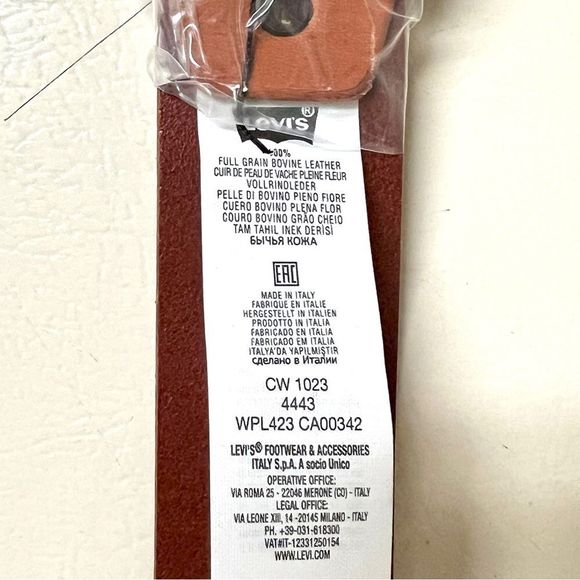 Levi's®
100%
FULL GRAIN BOVINE LEATHER
CUIR DE PEAU DE VACHE PLEINE FLEUR
VOLLRINDLEDER
PELLE DI BOVINO PIENO FIORE
CUERO BOVINO PLENA FLOR
COURO BOVINO GRÃO CHEIO
TAM TAHIL INEK DERİSİ
БЫЧЬЯ КОЖА
EAC
MADE IN ITALY
FABRIQUE EN ITALIE
HERGESTELLT IN ITALIEN
PRODOTTO IN ITALIA
FABRICADO EN ITALIA
FABRICADO EM ITALIA
ITALYA'DA YAPILMIŞTIR
сделано в Италии
CW 1023
4443
WPL423 CA00342
LEVI'S® FOOTWEAR & ACCESSORIES
ITALY S.p.A. A socio Unico
OPERATIVE OFFICE:
VIA ROMA 25 - 22046 MERONE (CO) - ITALY
LEGAL OFFICE:
VIA LEONE XIII, 14 -20145 MILANO - ITALY
PH. +39-031-618300
VAT#IT-12331250154
WWW.LEVI.COM